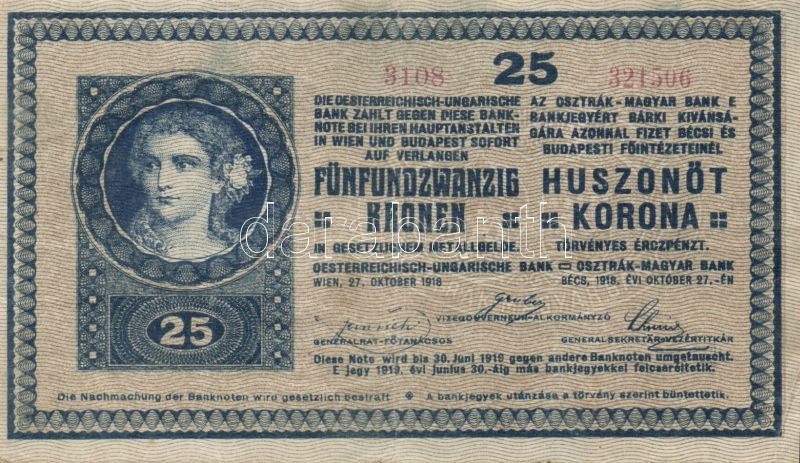 3108 25 321506
DIE OESTERREICHISCH-UNGARISCHE
BANK ZAHLT GEGEN DIESE BANK-
NOTE BEI IHREN HAUPTANSTALTEN
IN WIEN UND BUDAPEST SOFORT
AUF VERLANGEN
FÜNFUNDZWANZIG
KRONEN
IN GESETZLICHEM METALLGELDE.
AZ OSZTRÁK-MAGYAR BANK E
BANKJEGYÉRT BÁRKI KIVÁNSÁ-
GÁRA AZONNAL FIZET BÉCSI ÉS
BUDAPESTI FŐINTÉZETEINÉL
HUSZONÖT
KORONA
TÖRVÉNYES ÉRCZPÉNZT.
OESTERREICHISCH-UNGARISCHE BANK OSZTRÁK-MAGYAR BANK
WIEN, 27. OKTOBER 1918 BÉCS, 1918. ÉVI OKTÓBER 27.-ÉN
Gruber
VIZEGOUVERNEUR-ALKORMÁNYZÓ
GENERALRAT-FŐTANÁCSOS GENERALSEKRETÄR-VEZÉRTITKÁR
Diese Note wird bis 30. Juni 1919 gegen andere Banknoten umgetauscht.
E jegy 1919. évi junius 30.-áig más bankjegyekkel felcseréltetik.
25
Die Nachmachung der Banknoten wird gesetzlich bestraft * A bankjegyek utánzása a törvény szerint büntettetik.
darabanth